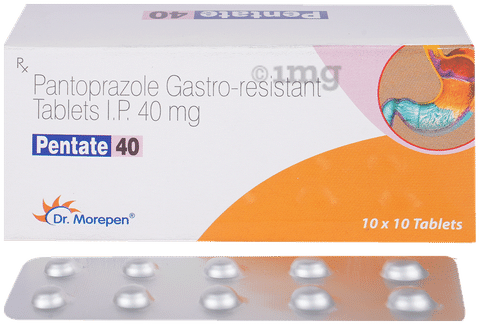 Pentate 40
©1mg
Rx
Pantoprazole Gastro-resistant
Tablets I.P. 40 mg
Pentate 40
Dr. Morepen®
10 x 10 Tablets